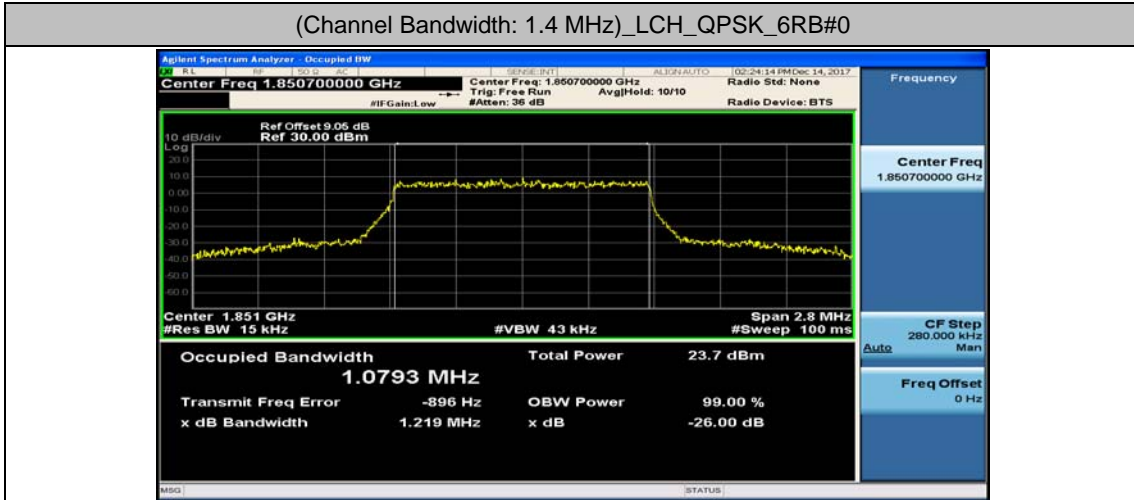 (Channel Bandwidth: 1.4 MHz)_LCH_QPSK_6RB#0
Agilent Spectrum Analyzer - Occupied BW
RL RF 50 Ω AC SENSE:INT ALIGN AUTO 02:24:14 PM Dec 14, 2017
Center Freq 1.850700000 GHz
Center Freq: 1.850700000 GHz
Radio Std: None
Trig: Free Run Avg|Hold: 10/10
#IFGain:Low #Atten: 36 dB Radio Device: BTS
Frequency
Ref Offset 9.05 dB
10 dB/div Ref 30.00 dBm
Log
20.0
10.0
0.00
-10.0
-20.0
-30.0
-40.0
-50.0
-60.0
Center Freq
1.850700000 GHz
Center 1.851 GHz Span 2.8 MHz
#Res BW 15 kHz #VBW 43 kHz #Sweep 100 ms
CF Step
280.000 kHz
Auto Man
Occupied Bandwidth Total Power 23.7 dBm
1.0793 MHz
Transmit Freq Error -896 Hz OBW Power 99.00 %
x dB Bandwidth 1.219 MHz x dB -26.00 dB
Freq Offset
0 Hz
MSG STATUS